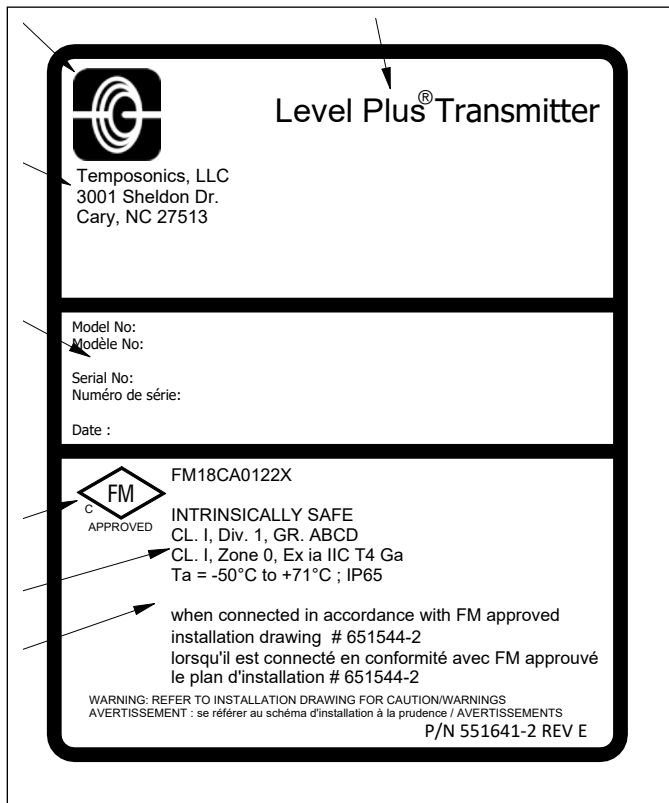 Level Plus® Transmitter
Temposonics, LLC
3001 Sheldon Dr.
Cary, NC 27513
Model No:
Modèle No:
Serial No:
Numéro de série:
Date :
FM
C
APPROVED
FM18CA0122X
INTRINSICALLY SAFE
CL. I, Div. 1, GR. ABCD
CL. I, Zone 0, Ex ia IIC T4 Ga
Ta = -50°C to +71°C ; IP65
when connected in accordance with FM approved
installation drawing # 651544-2
lorsqu'il est connecté en conformité avec FM approuvé
le plan d'installation # 651544-2
WARNING: REFER TO INSTALLATION DRAWING FOR CAUTION/WARNINGS
AVERTISSEMENT : se référer au schéma d'installation à la prudence / AVERTISSEMENTS
P/N 551641-2 REV E